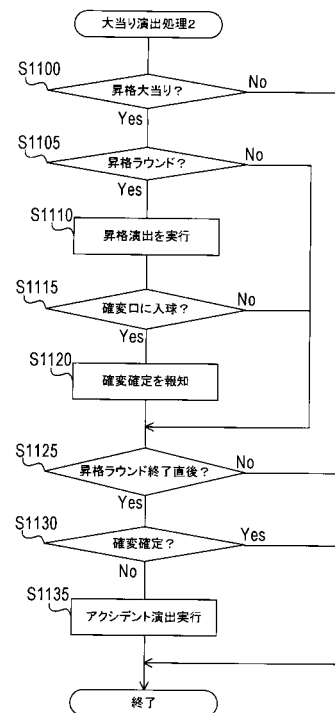 大当り演出処理2
S1100
昇格大当り?
No
Yes
S1105
昇格ラウンド?
No
Yes
S1110
昇格演出を実行
S1115
確変口に入球?
No
Yes
S1120
確変確定を報知
S1125
昇格ラウンド終了直後?
No
Yes
S1130
確変確定?
Yes
No
S1135
アクシデント演出実行
終了